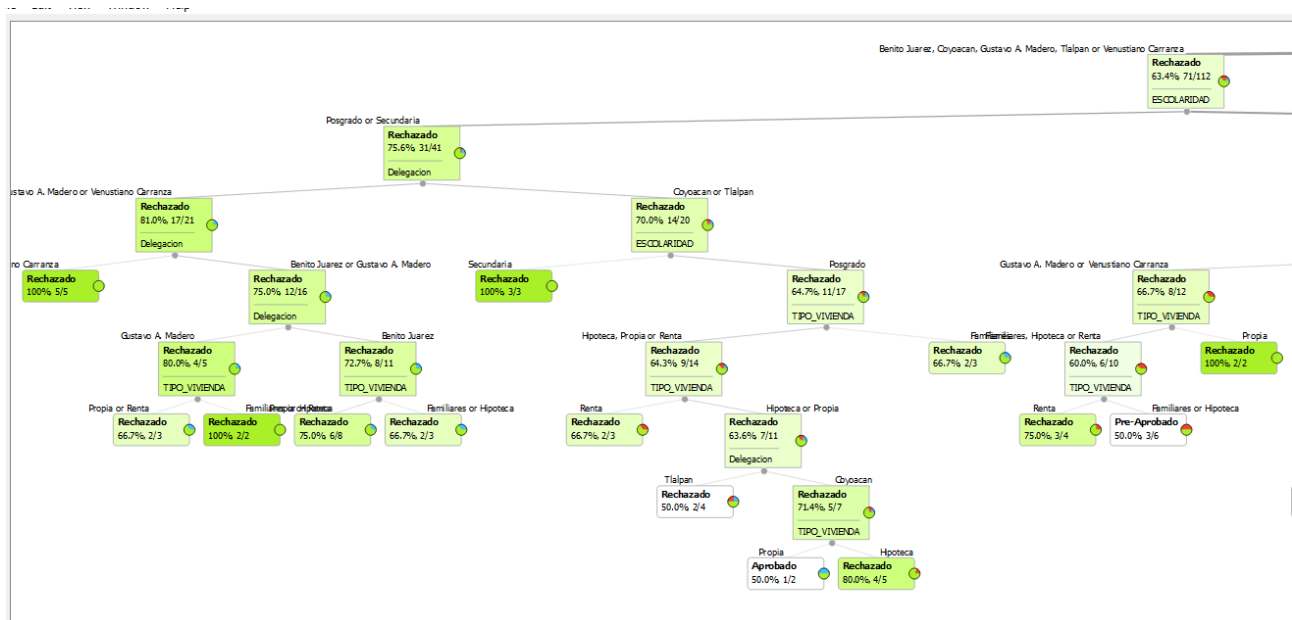 Benito Juarez, Coyoacan, Gustavo A. Madero, Tlalpan or Venustiano Carranza
Rechazado
63.4% 71/112
ESCOLARIDAD
Posgrado or Secundaria
Rechazado
75.6% 31/41
Delegacion
ustavo A. Madero or Venustiano Carranza
Rechazado
81.0% 17/21
Delegacion
Coyoacan or Tlalpan
Rechazado
70.0% 14/20
ESCOLARIDAD
no Carranza
Rechazado
100% 5/5
Benito Juarez or Gustavo A. Madero
Rechazado
75.0% 12/16
Delegacion
Secundaria
Rechazado
100% 3/3
Posgrado
Rechazado
64.7% 11/17
TIPO_VIVIENDA
Gustavo A. Madero or Venustiano Carranza
Rechazado
66.7% 8/12
TIPO_VIVIENDA
Gustavo A. Madero
Rechazado
80.0% 4/5
TIPO_VIVIENDA
Benito Juarez
Rechazado
72.7% 8/11
TIPO_VIVIENDA
Hipoteca, Propia or Renta
Rechazado
64.3% 9/14
TIPO_VIVIENDA
Rechazado
66.7% 2/3
Familiares, Hipoteca or Renta
Rechazado
60.0% 6/10
TIPO_VIVIENDA
Propia
Rechazado
100% 2/2
Propia or Renta
Rechazado
66.7% 2/3
Rechazado
100% 2/2
Rechazado
75.0% 6/8
Familiares or Hipoteca
Rechazado
66.7% 2/3
Renta
Rechazado
66.7% 2/3
Hipoteca or Propia
Rechazado
63.6% 7/11
Delegacion
Renta
Rechazado
75.0% 3/4
Familiares or Hipoteca
Pre-Aprobado
50.0% 3/6
Tlalpan
Rechazado
50.0% 2/4
Coyoacan
Rechazado
71.4% 5/7
TIPO_VIVIENDA
Propia
Aprobado
50.0% 1/2
Hipoteca
Rechazado
80.0% 4/5